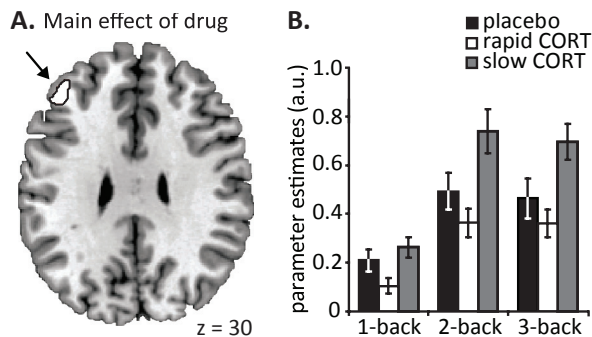 A. Main effect of drug
z = 30
B.
placebo
rapid CORT
slow CORT
parameter estimates (a.u.)
1.0
0.8
0.6
0.4
0.2
0
1-back 2-back 3-back